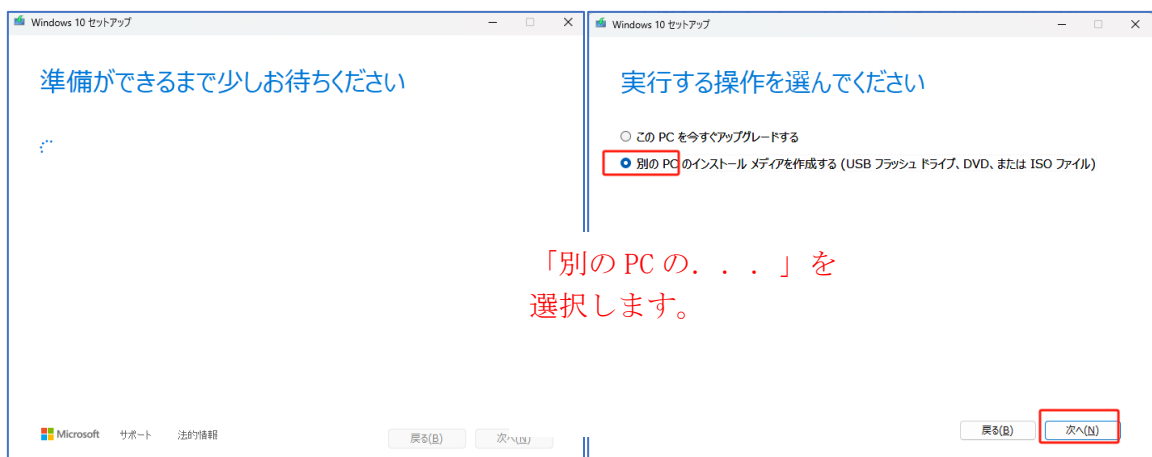 Windows 10 セットアップ
準備ができるまで少しお待ちください
Microsoft サポート 法的情報
戻る(B) 次へ(N)
Windows 10 セットアップ
実行する操作を選んでください
この PC を今すぐアップグレードする
別の PC のインストール メディアを作成する (USB フラッシュ ドライブ、DVD、または ISO ファイル)
「別の PC の．．．」を
選択します。
戻る(B) 次へ(N)